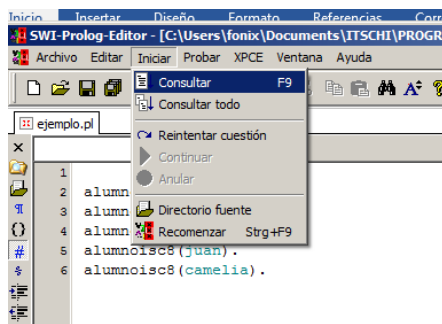 Inicio Insertar Diseño Formato Referencias
SWI-Prolog-Editor - [C:\Users\fonix\Documents\ITSCHI\PROGR
Archivo Editar Iniciar Probar XPCE Ventana Ayuda
Consultar F9
Consultar todo
ejemplo.pl
Reintentar cuestión
Continuar
Anular
Directorio fuente
Recomenzar Strg+F9
1
2 alumn
3 alumn
4 alumn
5 alumnoisc8(juan).
6 alumnoisc8(camelia).